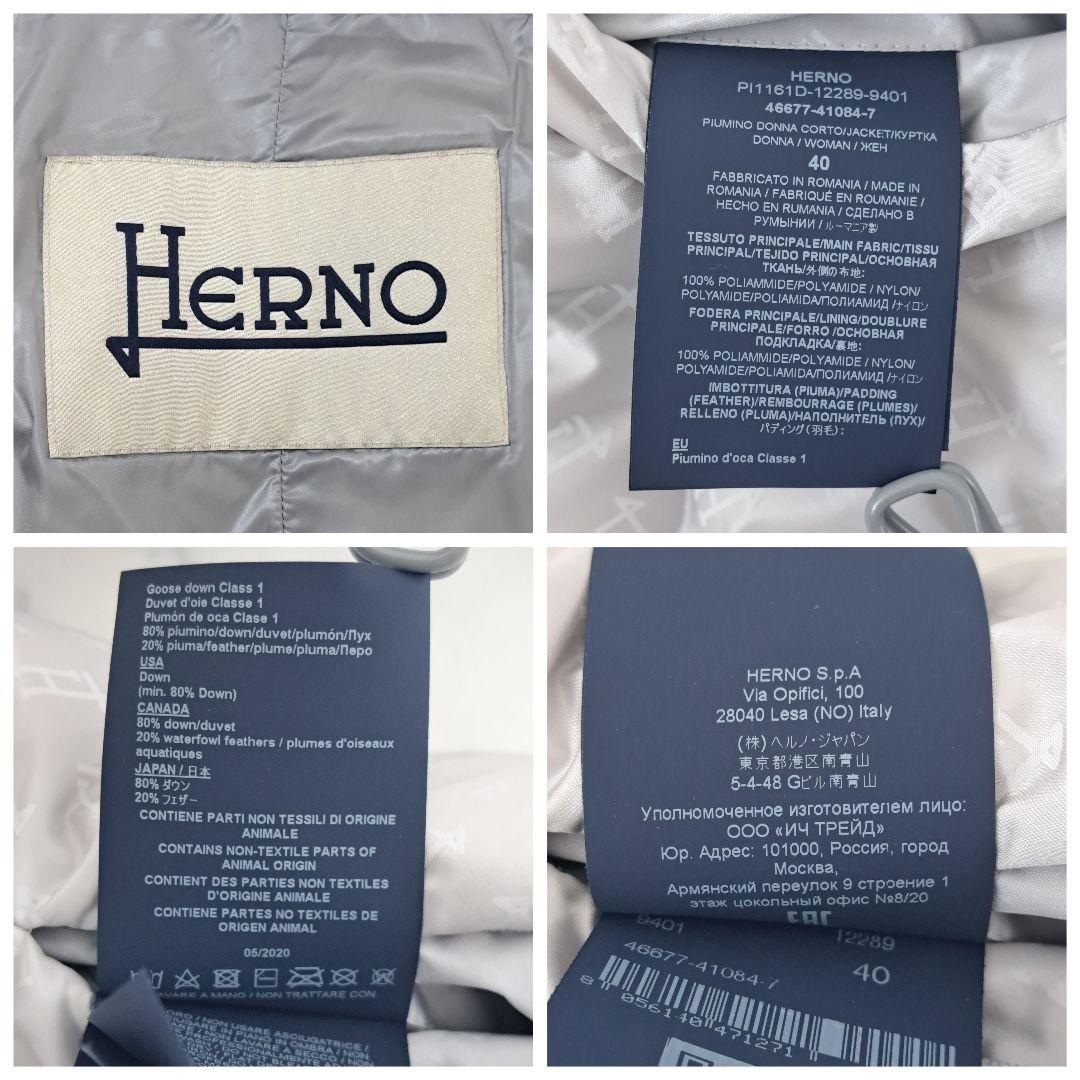 HERNO
HERNO
PI1161D-12289-9401
46677-41084-7
PIUMINO DONNA CORTO/JACKET/КУРТКА
DONNA / WOMAN / ЖЕН
40
FABBRICATO IN ROMANIA / MADE IN
ROMANIA / FABRIQUÉ EN ROUMANIE /
HECHO EN RUMANIA / СДЕЛАНО В
РУМЫНИИ / ルーマニア製
TESSUTO PRINCIPALE/MAIN FABRIC/TISSU
PRINCIPAL/TEJIDO PRINCIPAL/ОСНОВНАЯ
ТКАНЬ/外側の布地:
100% POLIAMMIDE/POLYAMIDE / NYLON/
POLYAMIDE/POLIAMIDA/ПОЛИАМИД /ナイロン
FODERA PRINCIPALE/LINING/DOUBLURE
PRINCIPALE/FORRO /ОСНОВНАЯ
ПОДКЛАДКА/裏地:
100% POLIAMMIDE/POLYAMIDE / NYLON/
POLYAMIDE/POLIAMIDA/ПОЛИАМИД /ナイロン
IMBOTTITURA (PIUMA)/PADDING
(FEATHER)/REMBOURRAGE (PLUMES)/
RELLENO (PLUMA)/НАПОЛНИТЕЛЬ (ПУХ)/
パディング(羽毛):
EU
Piumino d'oca Classe 1
Goose down Class 1
Duvet d'oie Classe 1
Plumón de oca Clase 1
80% piumino/down/duvet/plumón/Пух
20% piuma/feather/plume/pluma/Перо
USA
Down
(min. 80% Down)
CANADA
80% down/duvet
20% waterfowl feathers / plumes d'oiseaux
aquatiques
JAPAN / 日本
80% ダウン
20% フェザー
CONTIENE PARTI NON TESSILI DI ORIGINE
ANIMALE
CONTAINS NON-TEXTILE PARTS OF
ANIMAL ORIGIN
CONTIENT DES PARTIES NON TEXTILES
D'ORIGINE ANIMALE
CONTIENE PARTES NO TEXTILES DE
ORIGEN ANIMAL
05/2020
LAVARE A MANO / NON TRATTARE CON
CLORO / NON USARE ASCIUGATRICE /
HERNO S.p.A
Via Opifici, 100
28040 Lesa (NO) Italy
(株) ヘルノ・ジャパン
東京都港区南青山
5-4-48 Gビル南青山
Уполномоченное изготовителем лицо:
ООО «ИЧ ТРЕЙД»
Юр. Адрес: 101000, Россия, город
Москва,
Армянский переулок 9 строение 1
этаж цокольный офис №8/20
EAC
9401 12289
46677-41084-7 40
8 056140 471271